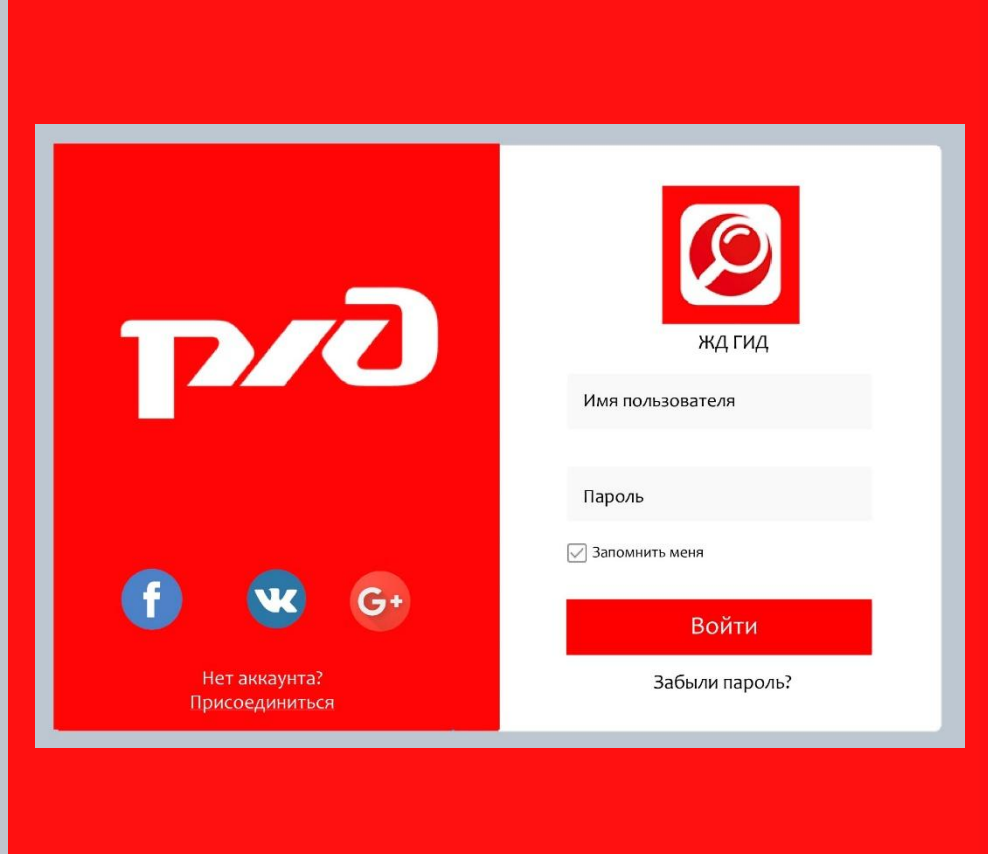 ржд
ЖД ГИД
Имя пользователя
Пароль
Запомнить меня
Войти
Забыли пароль?
f
G+
Нет аккаунта?
Присоединиться